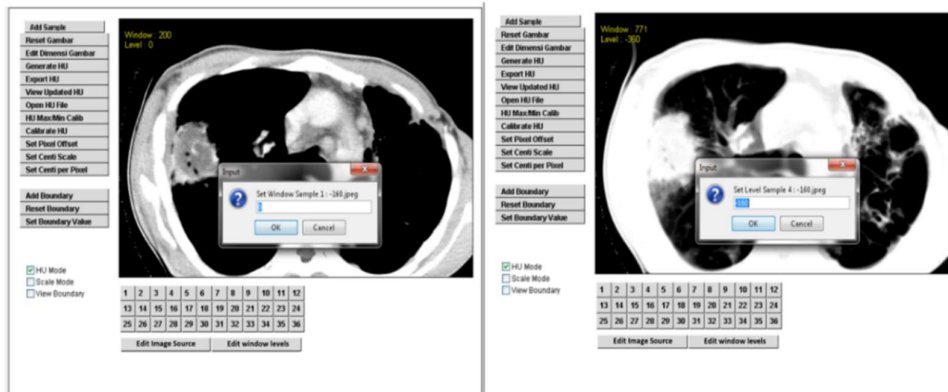 Add Sample
Reset Gambar
Edit Dimensi Gambar
Generate HU
Export HU
View Updated HU
Open HU File
HU Max/Min Calib
Calibrate HU
Set Pixel Offset
Set Centi Scale
Set Centi per Pixel
Add Boundary
Reset Boundary
Set Boundary Value
HU Mode
Scale Mode
View Boundary
Window : 200
Level : 0
Input
Set Window Sample 1 : -160.jpeg
OK Cancel
1 2 3 4 5 6 7 8 9 10 11 12
13 14 15 16 17 18 19 20 21 22 23 24
25 26 27 28 29 30 31 32 33 34 35 36
Edit Image Source Edit window levels
Add Sample
Reset Gambar
Edit Dimensi Gambar
Generate HU
Export HU
View Updated HU
Open HU File
HU Max/Min Calib
Calibrate HU
Set Pixel Offset
Set Centi Scale
Set Centi per Pixel
Add Boundary
Reset Boundary
Set Boundary Value
HU Mode
Scale Mode
View Boundary
Window : 771
Level : -360
Input
Set Level Sample 4 : -160.jpeg
-360
OK Cancel
1 2 3 4 5 6 7 8 9 10 11 12
13 14 15 16 17 18 19 20 21 22 23 24
25 26 27 28 29 30 31 32 33 34 35 36
Edit Image Source Edit window levels